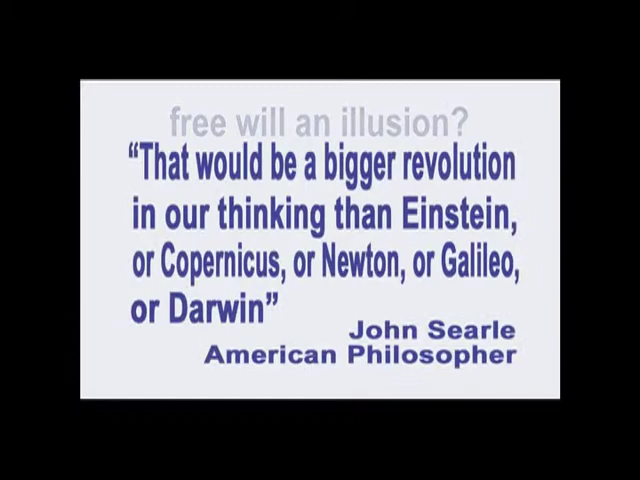 free will an illusion?
“That would be a bigger revolution
in our thinking than Einstein,
or Copernicus, or Newton, or Galileo,
or Darwin”
John Searle
American Philosopher